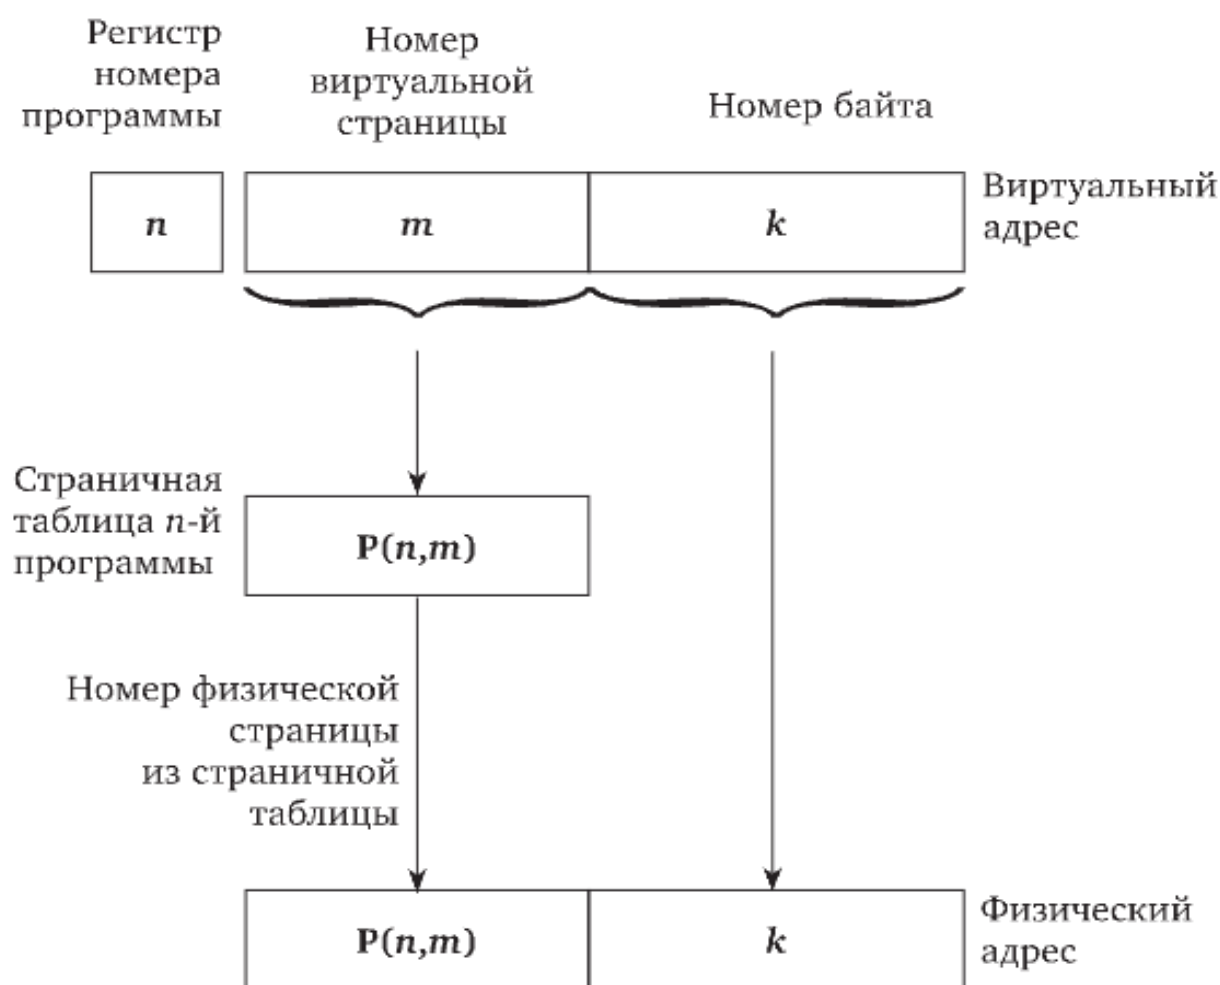 Регистр
номера
программы
Номер
виртуальной
страницы
Номер байта
n
m
k
Виртуальный
адрес
Страничная
таблица n-й
программы
P(n,m)
Номер физической
страницы
из страничной
таблицы
P(n,m)
k
Физический
адрес